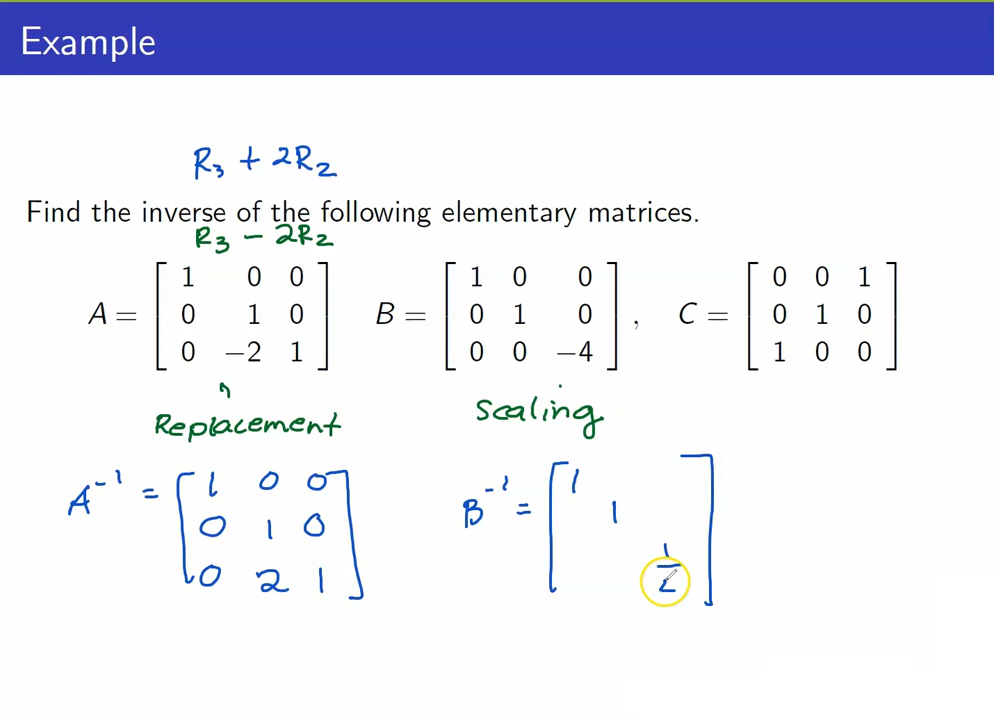 Example
R₃ + 2R₂
Find the inverse of the following elementary matrices.
R₃ − 2R₂
A = [ 1 0 0 ] B = [ 1 0 0 ] , C = [ 0 0 1 ]
[ 0 1 0 ] [ 0 1 0 ] [ 0 1 0 ]
[ 0 −2 1 ] [ 0 0 −4 ] [ 1 0 0 ]
Replacement Scaling
A⁻¹ = [ 1 0 0 ] B⁻¹ = [ 1
0 1 0 1
0 2 1 ] 1/ ]